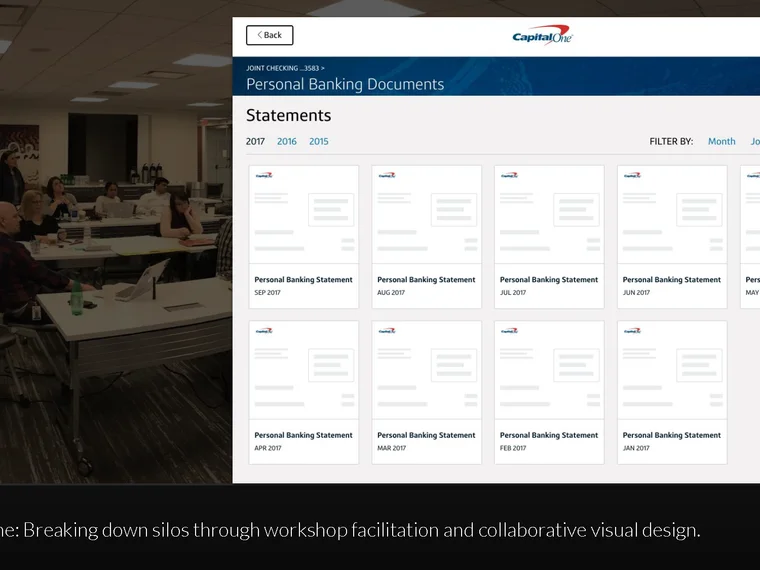 Back
Capital One
JOINT CHECKING ...3583 >
Personal Banking Documents
Statements
2017 2016 2015 FILTER BY: Month Jo
Personal Banking Statement Personal Banking Statement Personal Banking Statement Personal Banking Statement Pers
SEP 2017 AUG 2017 JUL 2017 JUN 2017 MAY
Personal Banking Statement Personal Banking Statement Personal Banking Statement Personal Banking Statement
APR 2017 MAR 2017 FEB 2017 JAN 2017
ne: Breaking down silos through workshop facilitation and collaborative visual design.